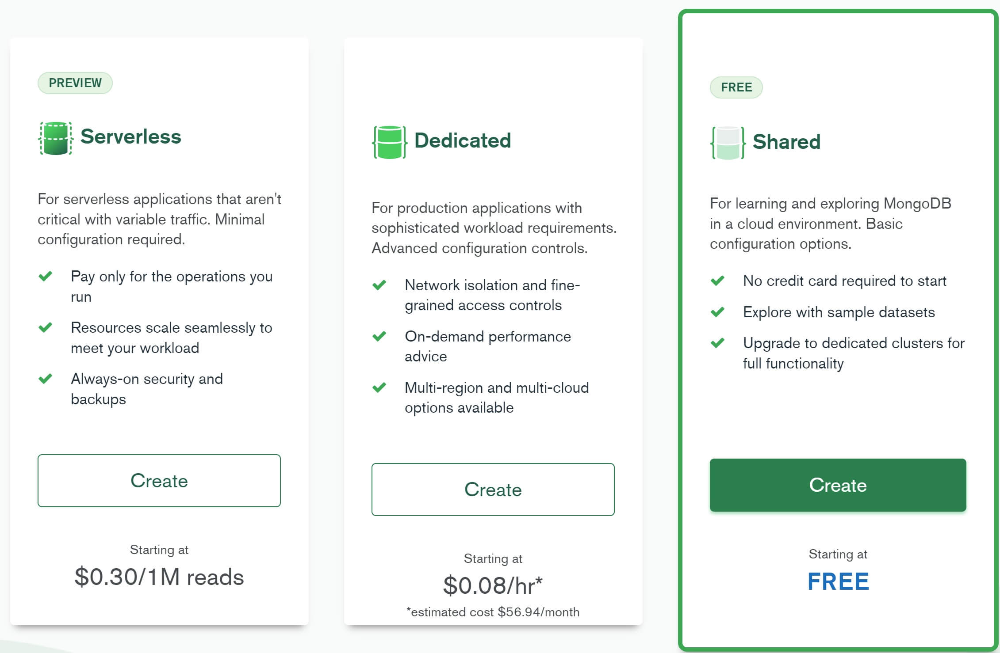 PREVIEW
Serverless
For serverless applications that aren't
critical with variable traffic. Minimal
configuration required.
Pay only for the operations you
run
Resources scale seamlessly to
meet your workload
Always-on security and
backups
Create
Starting at
$0.30/1M reads
Dedicated
For production applications with
sophisticated workload requirements.
Advanced configuration controls.
Network isolation and fine-
grained access controls
On-demand performance
advice
Multi-region and multi-cloud
options available
Create
Starting at
$0.08/hr*
*estimated cost $56.94/month
FREE
Shared
For learning and exploring MongoDB
in a cloud environment. Basic
configuration options.
No credit card required to start
Explore with sample datasets
Upgrade to dedicated clusters for
full functionality
Create
Starting at
FREE